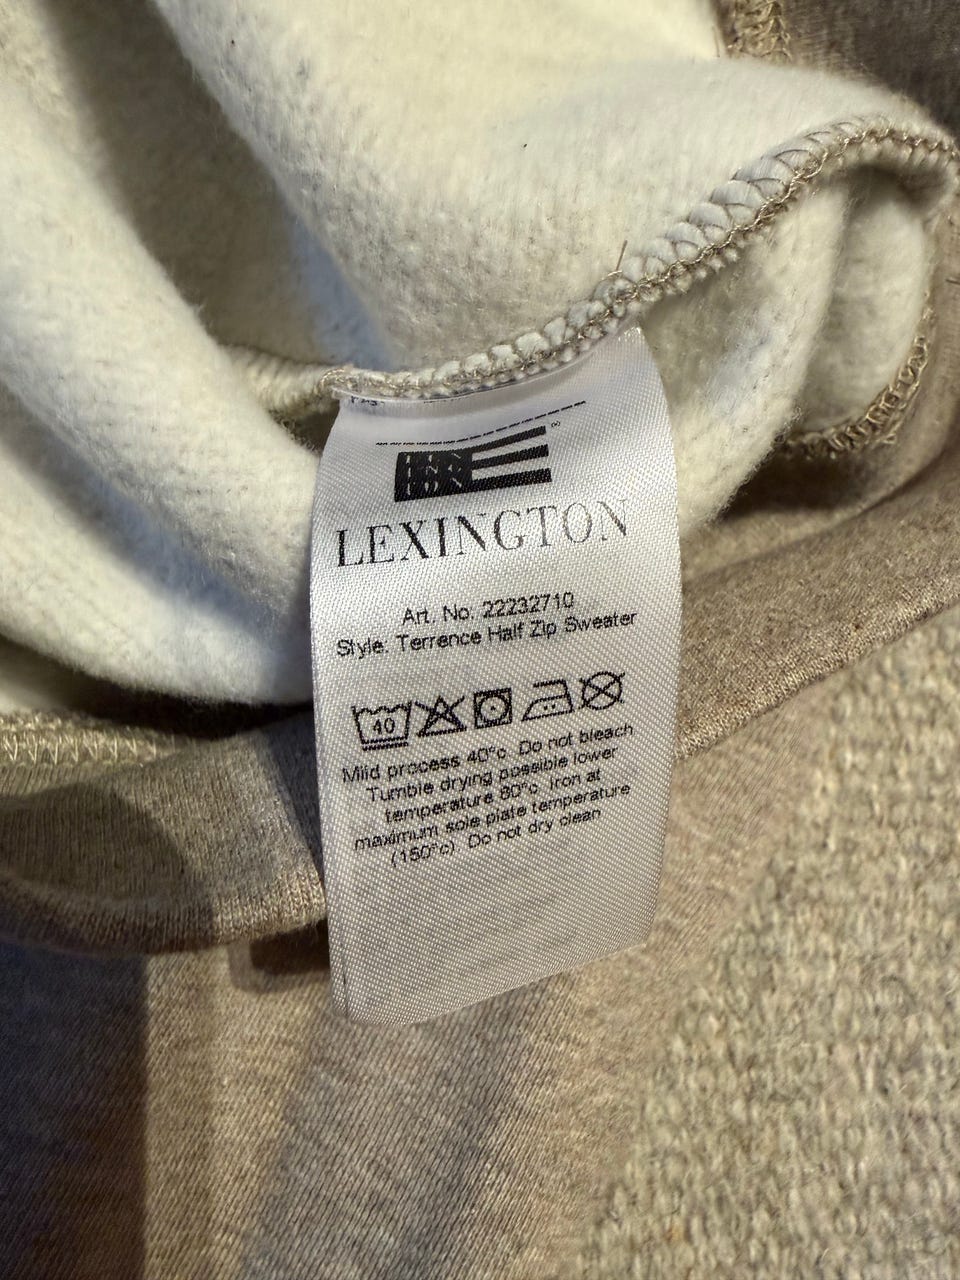 LEXINGTON
Art. No. 22232710
Style: Terrence Half Zip Sweater
40
Mild process 40°c Do not bleach
Tumble drying possible lower
temperature 80°c Iron at
maximum sole plate temperature
(150°c) Do not dry clean